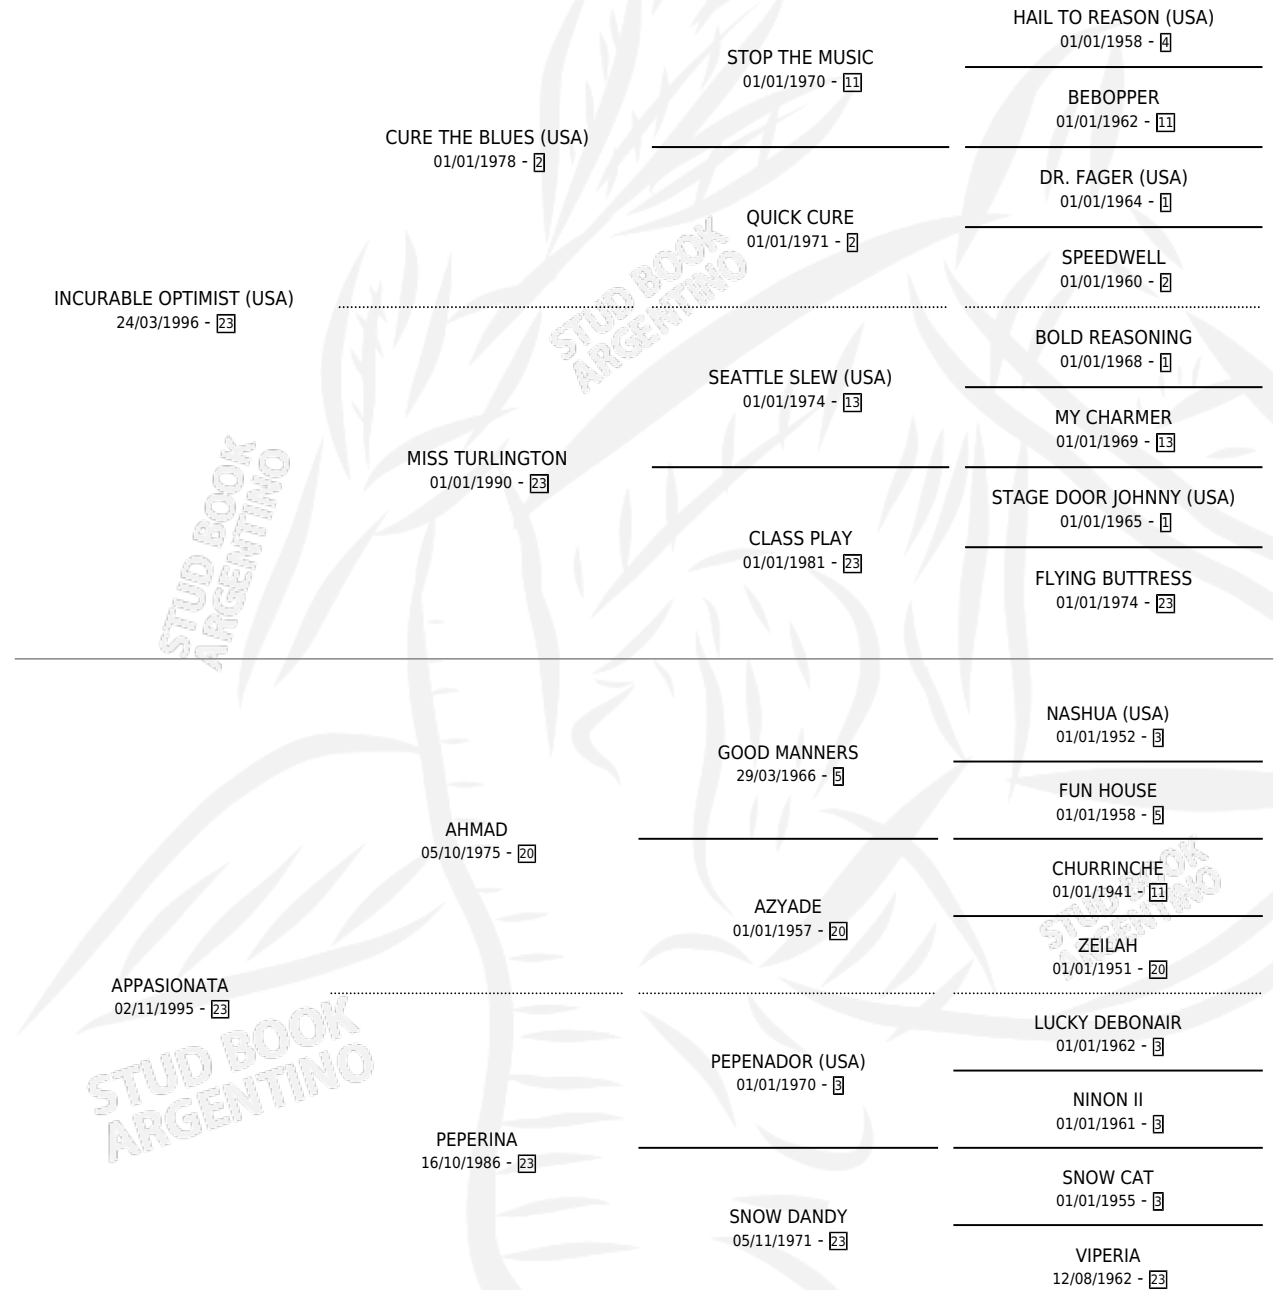 HAIL TO REASON (USA)
01/01/1958 - 4
STOP THE MUSIC
01/01/1970 - 11
BEBOPPER
01/01/1962 - 11
CURE THE BLUES (USA)
01/01/1978 - 2
DR. FAGER (USA)
01/01/1964 - 1
QUICK CURE
01/01/1971 - 2
SPEEDWELL
01/01/1960 - 2
INCURABLE OPTIMIST (USA)
24/03/1996 - 23
BOLD REASONING
01/01/1968 - 1
SEATTLE SLEW (USA)
01/01/1974 - 13
MY CHARMER
01/01/1969 - 13
MISS TURLINGTON
01/01/1990 - 23
STAGE DOOR JOHNNY (USA)
01/01/1965 - 1
CLASS PLAY
01/01/1981 - 23
FLYING BUTTRESS
01/01/1974 - 23
NASHUA (USA)
01/01/1952 - 3
GOOD MANNERS
29/03/1966 - 5
FUN HOUSE
01/01/1958 - 5
AHMAD
05/10/1975 - 20
CHURRINCHE
01/01/1941 - 11
AZYADE
01/01/1957 - 20
ZEILAH
01/01/1951 - 20
APPASIONATA
02/11/1995 - 23
LUCKY DEBONAIR
01/01/1962 - 3
PEPENADOR (USA)
01/01/1970 - 3
NINON II
01/01/1961 - 3
PEPERINA
16/10/1986 - 23
SNOW CAT
01/01/1955 - 3
SNOW DANDY
05/11/1971 - 23
VIPERIA
12/08/1962 - 23
STUD BOOK
ARGENTINO
STUD BOOK
ARGENTINO
STUD BOOK
ARGENTINO
STUD BOOK
ARGENTINO